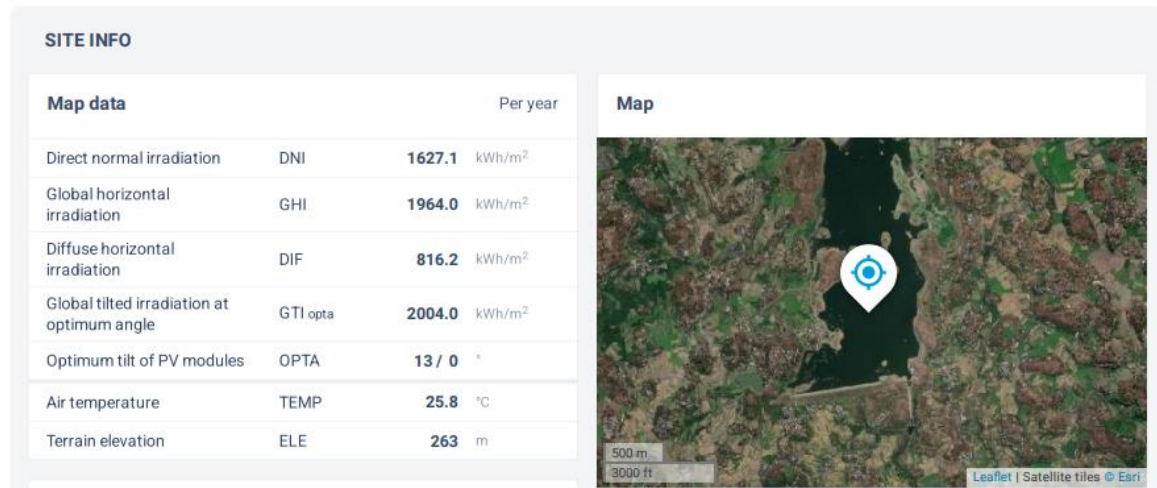 SITE INFO
Map data Per year
Direct normal irradiation DNI 1627.1 kWh/m²
Global horizontal
irradiation GHI 1964.0 kWh/m²
Diffuse horizontal
irradiation DIF 816.2 kWh/m²
Global tilted irradiation at
optimum angle GTI opta 2004.0 kWh/m²
Optimum tilt of PV modules OPTA 13 / 0 °
Air temperature TEMP 25.8 °C
Terrain elevation ELE 263 m
Map
500 m
3000 ft
Leaflet | Satellite tiles © Esri